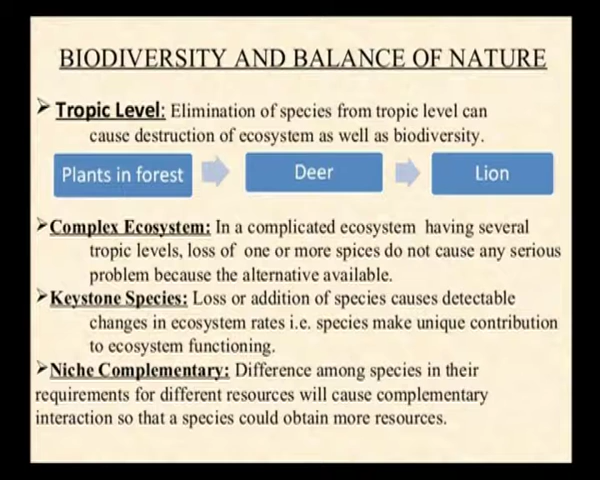 BIODIVERSITY AND BALANCE OF NATURE
Tropic Level: Elimination of species from tropic level can
cause destruction of ecosystem as well as biodiversity.
Plants in forest Deer Lion
Complex Ecosystem: In a complicated ecosystem having several
tropic levels, loss of one or more spices do not cause any serious
problem because the alternative available.
Keystone Species: Loss or addition of species causes detectable
changes in ecosystem rates i.e. species make unique contribution
to ecosystem functioning.
Niche Complementary: Difference among species in their
requirements for different resources will cause complementary
interaction so that a species could obtain more resources.